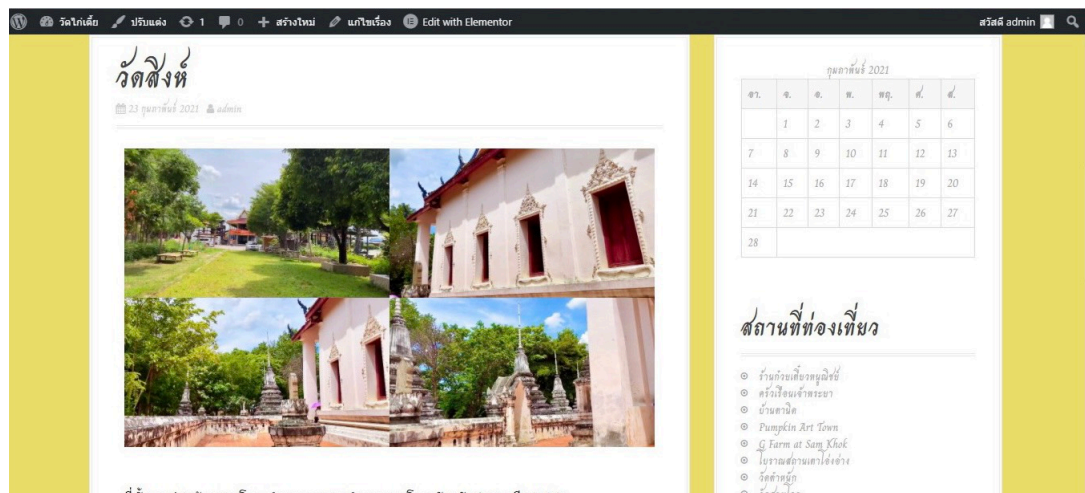 วัดไก่เตี้ย ปรับแต่ง 1 0 สร้างใหม่ แก้ไขเรื่อง Edit with Elementor สวัสดี admin
วัดสิงห์
23 กุมภาพันธ์ 2021 admin
กุมภาพันธ์ 2021
อา. จ. อ. พ. พฤ. ศ. ส.
1 2 3 4 5 6
7 8 9 10 11 12 13
14 15 16 17 18 19 20
21 22 23 24 25 26 27
28
สถานที่ท่องเที่ยว
ร้านก๋วยเตี๋ยวหนูณิชย์
ครัวเรือนเจ้าพระยา
บ้านตานิด
Pumpkin Art Town
G Farm at Sam Khok
โบราณสถานเตาโอ่งอ่าง
วัดตำหนัก